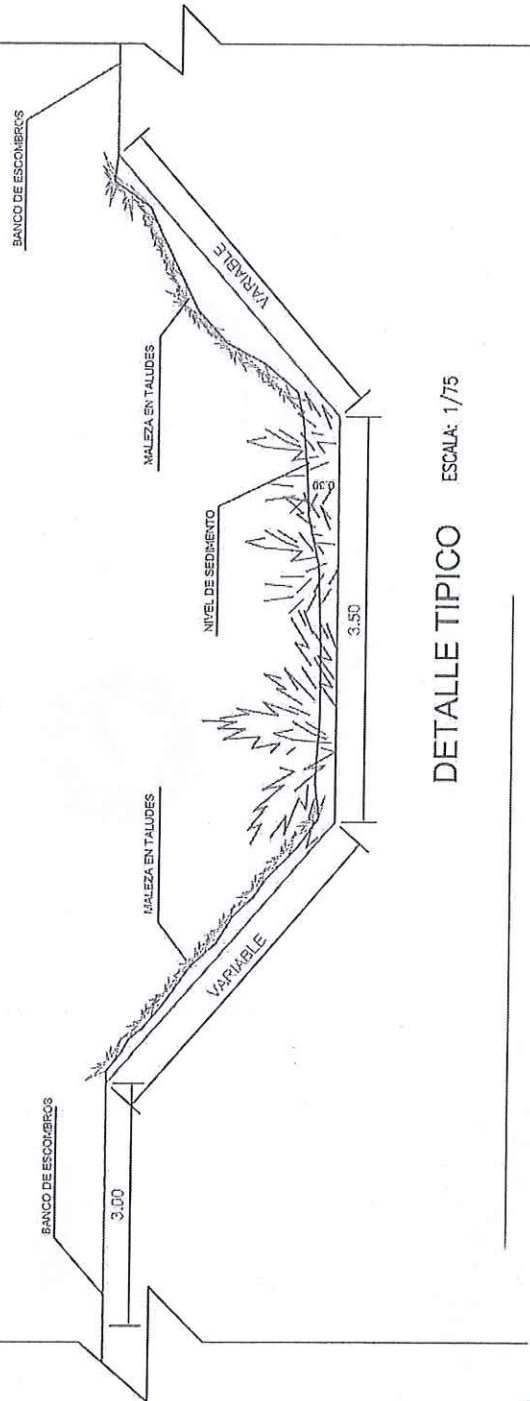 BANCO DE ESCOMBROS
3.00
MALEZA EN TALUDES
VARIABLE
NIVEL DE SEDIMENTO
0.30
3.50
MALEZA EN TALUDES
VARIABLE
BANCO DE ESCOMBROS
DETALLE TIPICO ESCALA: 1/75